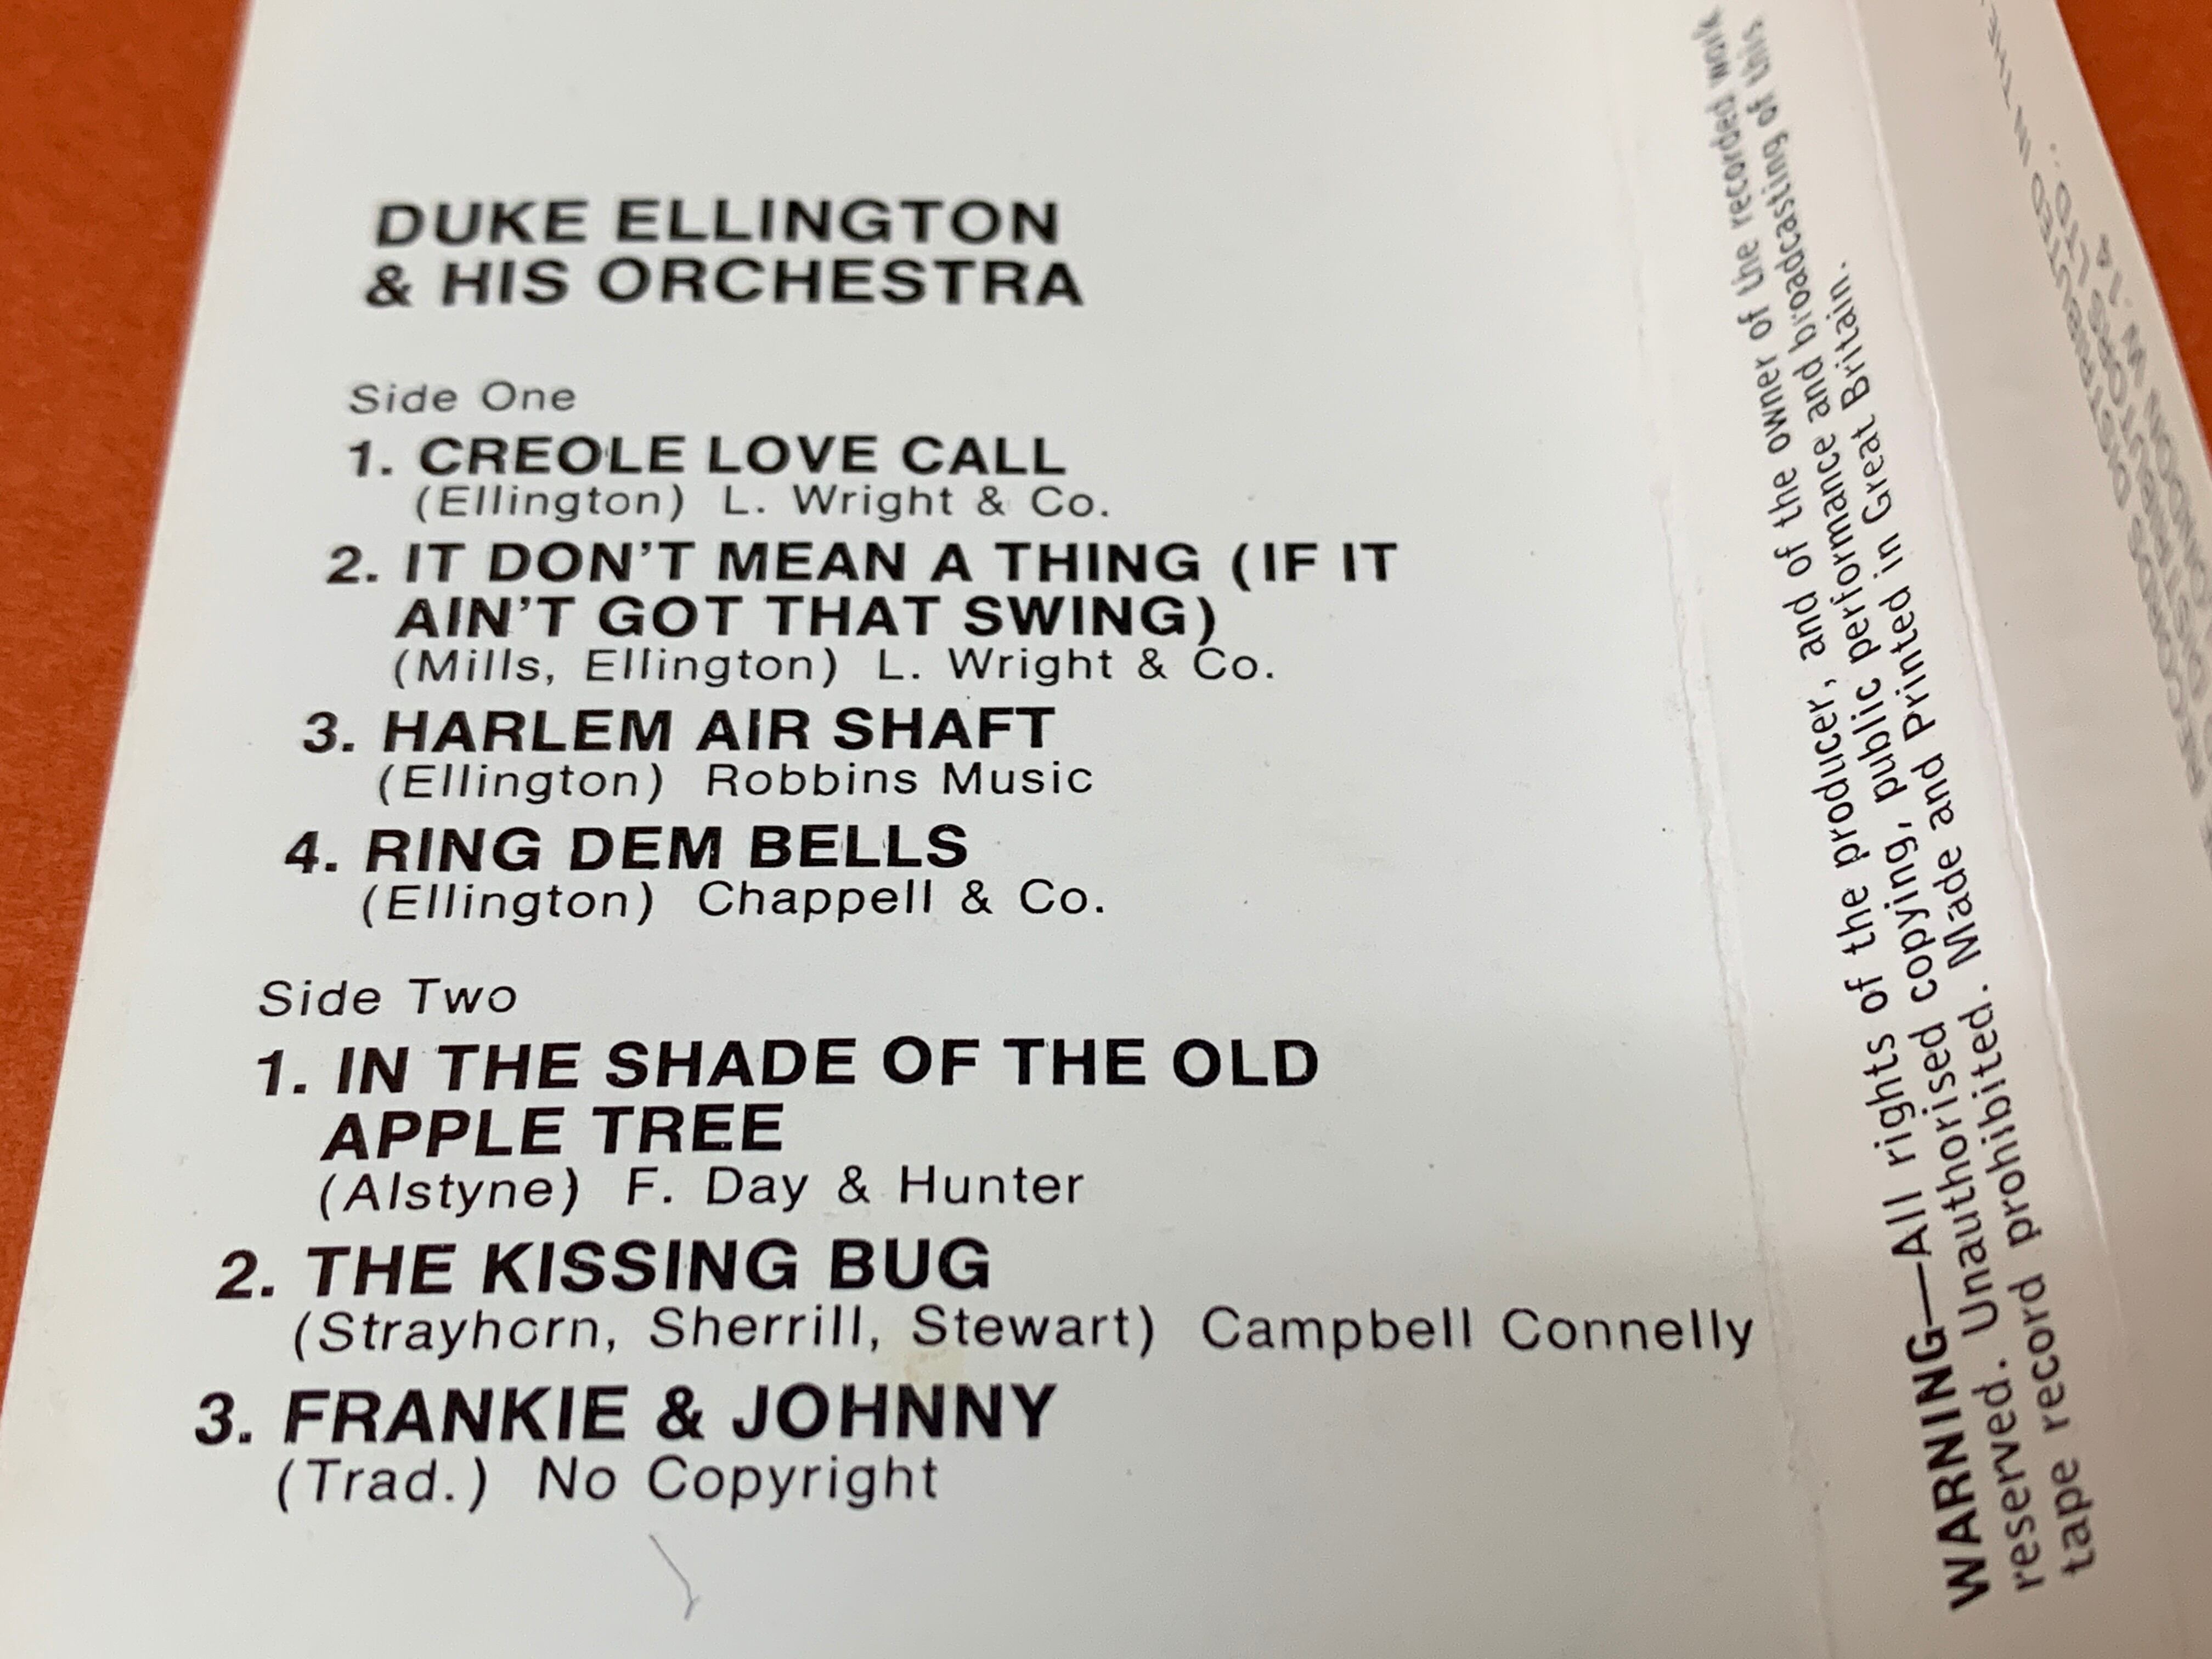 DUKE ELLINGTON
& HIS ORCHESTRA
Side One
1. CREOLE LOVE CALL
(Ellington) L. Wright & Co.
2. IT DON'T MEAN A THING (IF IT
AIN'T GOT THAT SWING)
(Mills, Ellington) L. Wright & Co.
3. HARLEM AIR SHAFT
(Ellington) Robbins Music
4. RING DEM BELLS
(Ellington) Chappell & Co.
Side Two
1. IN THE SHADE OF THE OLD
APPLE TREE
(Alstyne) F. Day & Hunter
2. THE KISSING BUG
(Strayhorn, Sherrill, Stewart) Campbell Connelly
3. FRANKIE & JOHNNY
(Trad.) No Copyright
WARNING—All rights of the producer, and of the owner of the recorded work
reserved. Unauthorised copying, public performance and broadcasting of this
tape record prohibited. Made and Printed in Great Britain.